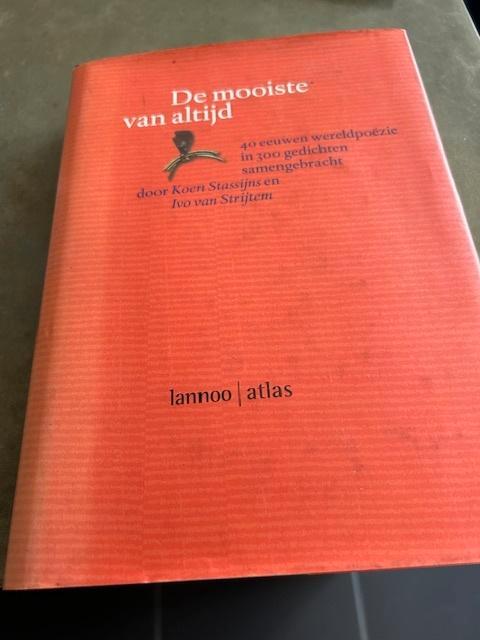 De mooiste
van altijd
40 eeuwen wereldpoëzie
in 300 gedichten
samengebracht
door Koen Stassijns en
Ivo van Strijtem
lannoo | atlas